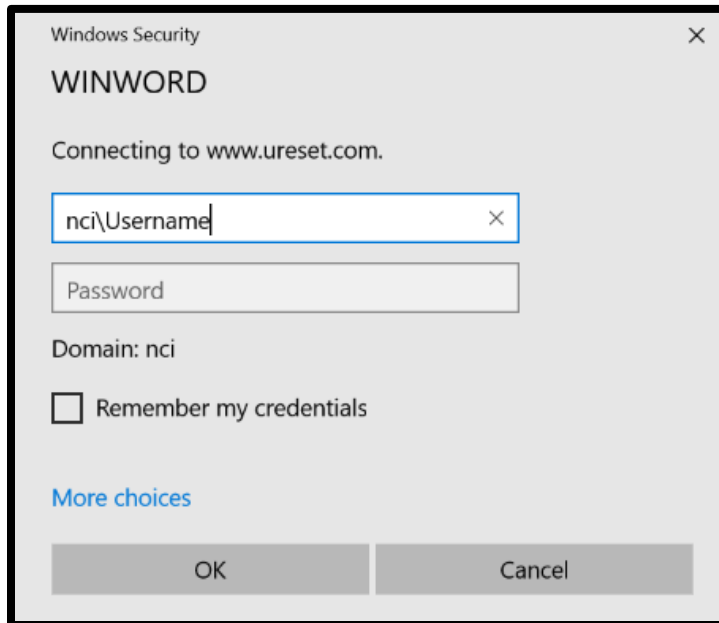 Windows Security
WINWORD
Connecting to www.ureset.com.
nci\Username
Password
Domain: nci
Remember my credentials
More choices
OK
Cancel